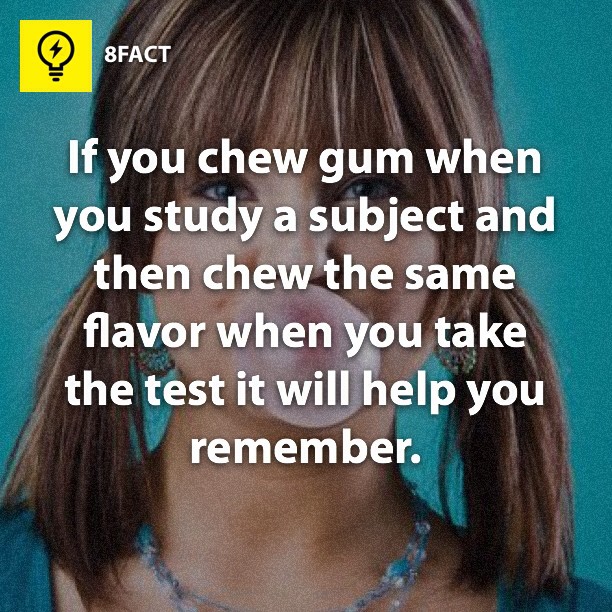 8FACT
If you chew gum when
you study a subject and
then chew the same
flavor when you take
the test it will help you
remember.